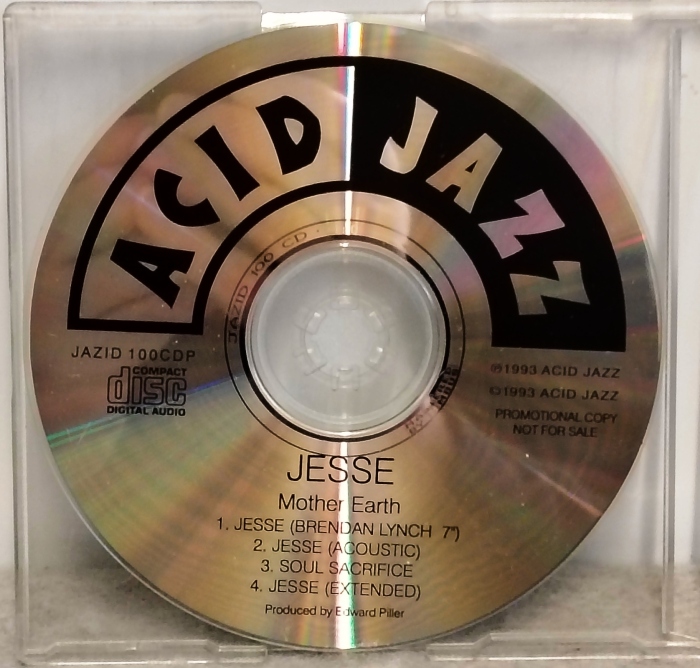 ACID JAZZ
JAZID 100 CD
JAZID 100CDP
COMPACT
disc
DIGITAL AUDIO
℗1993 ACID JAZZ
©1993 ACID JAZZ
PROMOTIONAL COPY
NOT FOR SALE
JESSE
Mother Earth
1. JESSE (BRENDAN LYNCH 7")
2. JESSE (ACOUSTIC)
3. SOUL SACRIFICE
4. JESSE (EXTENDED)
Produced by Edward Piller